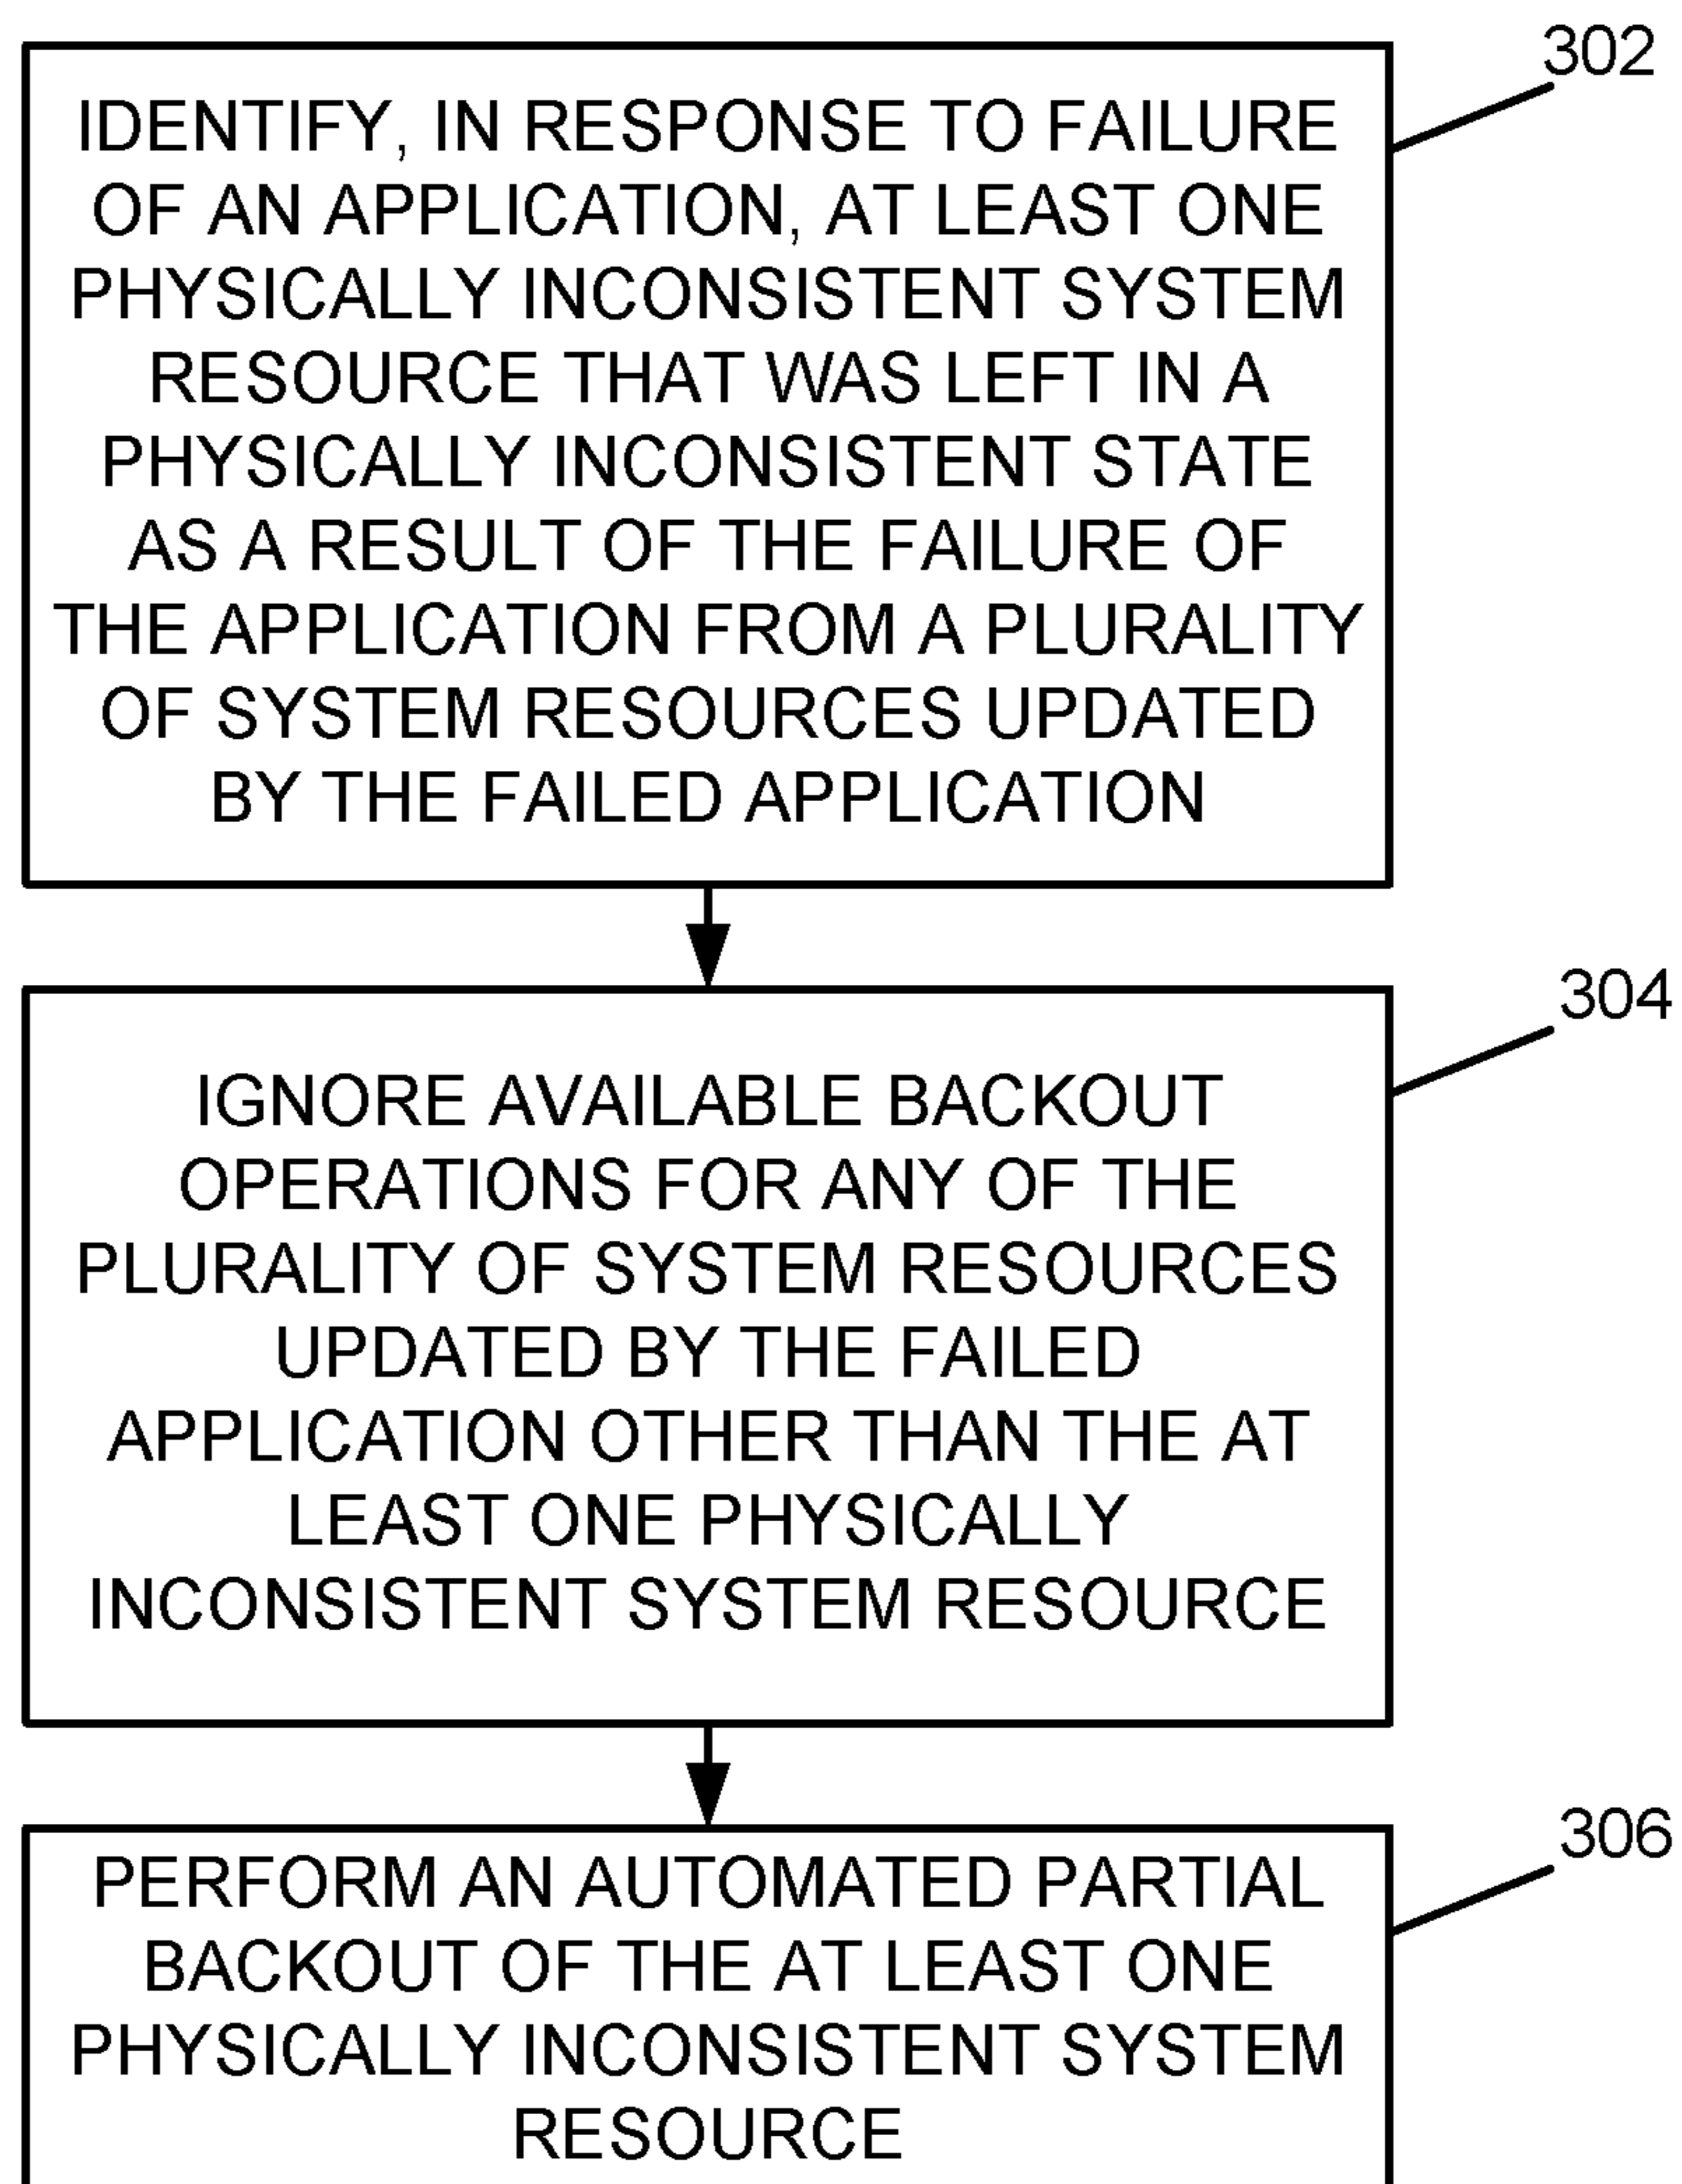 302
IDENTIFY, IN RESPONSE TO FAILURE
OF AN APPLICATION, AT LEAST ONE
PHYSICALLY INCONSISTENT SYSTEM
RESOURCE THAT WAS LEFT IN A
PHYSICALLY INCONSISTENT STATE
AS A RESULT OF THE FAILURE OF
THE APPLICATION FROM A PLURALITY
OF SYSTEM RESOURCES UPDATED
BY THE FAILED APPLICATION
304
IGNORE AVAILABLE BACKOUT
OPERATIONS FOR ANY OF THE
PLURALITY OF SYSTEM RESOURCES
UPDATED BY THE FAILED
APPLICATION OTHER THAN THE AT
LEAST ONE PHYSICALLY
INCONSISTENT SYSTEM RESOURCE
306
PERFORM AN AUTOMATED PARTIAL
BACKOUT OF THE AT LEAST ONE
PHYSICALLY INCONSISTENT SYSTEM
RESOURCE